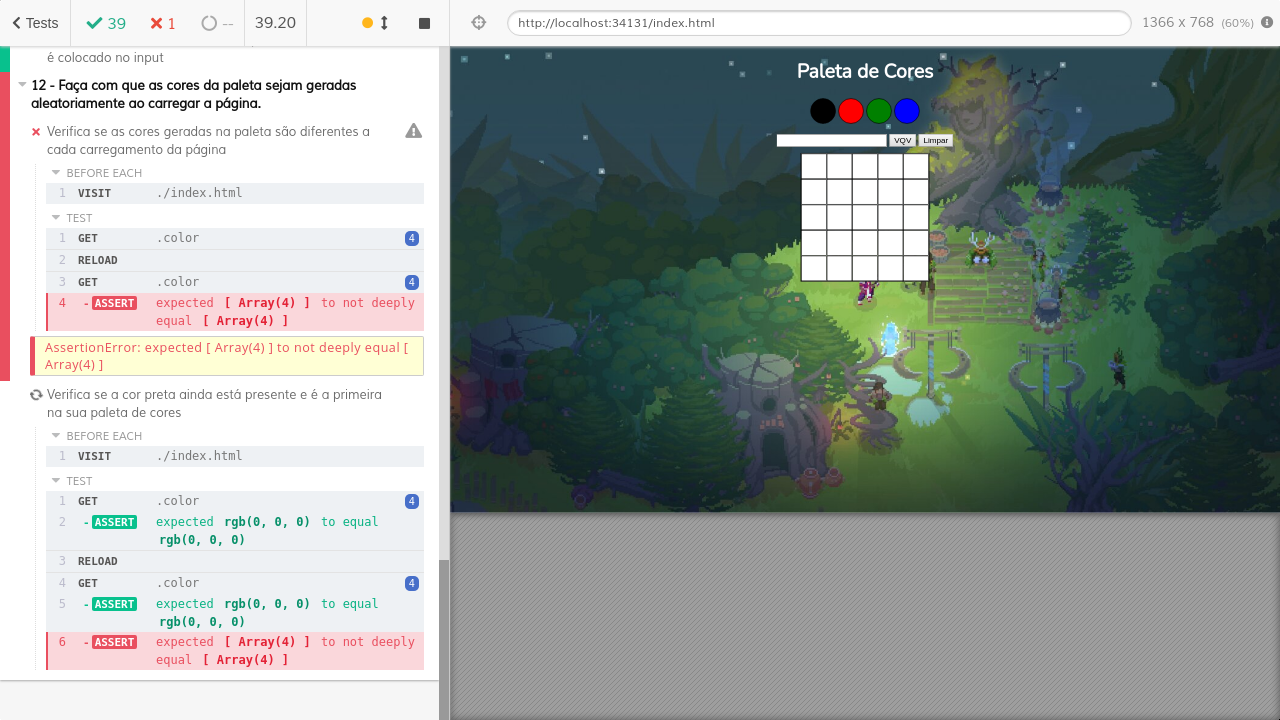 Tests
39
1
--
39.20
http://localhost:34131/index.html
1366 x 768 (60%)
é colocado no input
12 - Faça com que as cores da paleta sejam geradas
aleatoriamente ao carregar a página.
Verifica se as cores geradas na paleta são diferentes a
cada carregamento da página
BEFORE EACH
1 VISIT ./index.html
TEST
1 GET .color 4
2 RELOAD
3 GET .color 4
4 -ASSERT expected [ Array(4) ] to not deeply
equal [ Array(4) ]
AssertionError: expected [ Array(4) ] to not deeply equal [
Array(4) ]
Verifica se a cor preta ainda está presente e é a primeira
na sua paleta de cores
BEFORE EACH
1 VISIT ./index.html
TEST
1 GET .color 4
2 -ASSERT expected rgb(0, 0, 0) to equal
rgb(0, 0, 0)
3 RELOAD
4 GET .color 4
5 -ASSERT expected rgb(0, 0, 0) to equal
rgb(0, 0, 0)
6 -ASSERT expected [ Array(4) ] to not deeply
equal [ Array(4) ]
Paleta de Cores
VQV Limpar